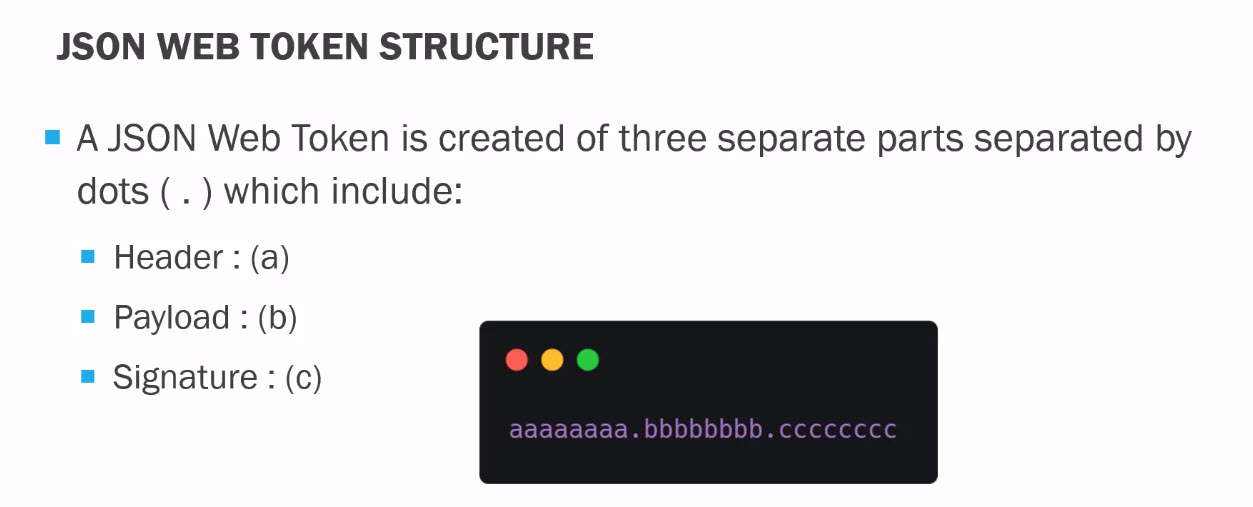 JSON WEB TOKEN STRUCTURE
A JSON Web Token is created of three separate parts separated by
dots ( . ) which include:
Header : (a)
Payload : (b)
Signature : (c)
aaaaaaaa.bbbbbbbb.cccccccc